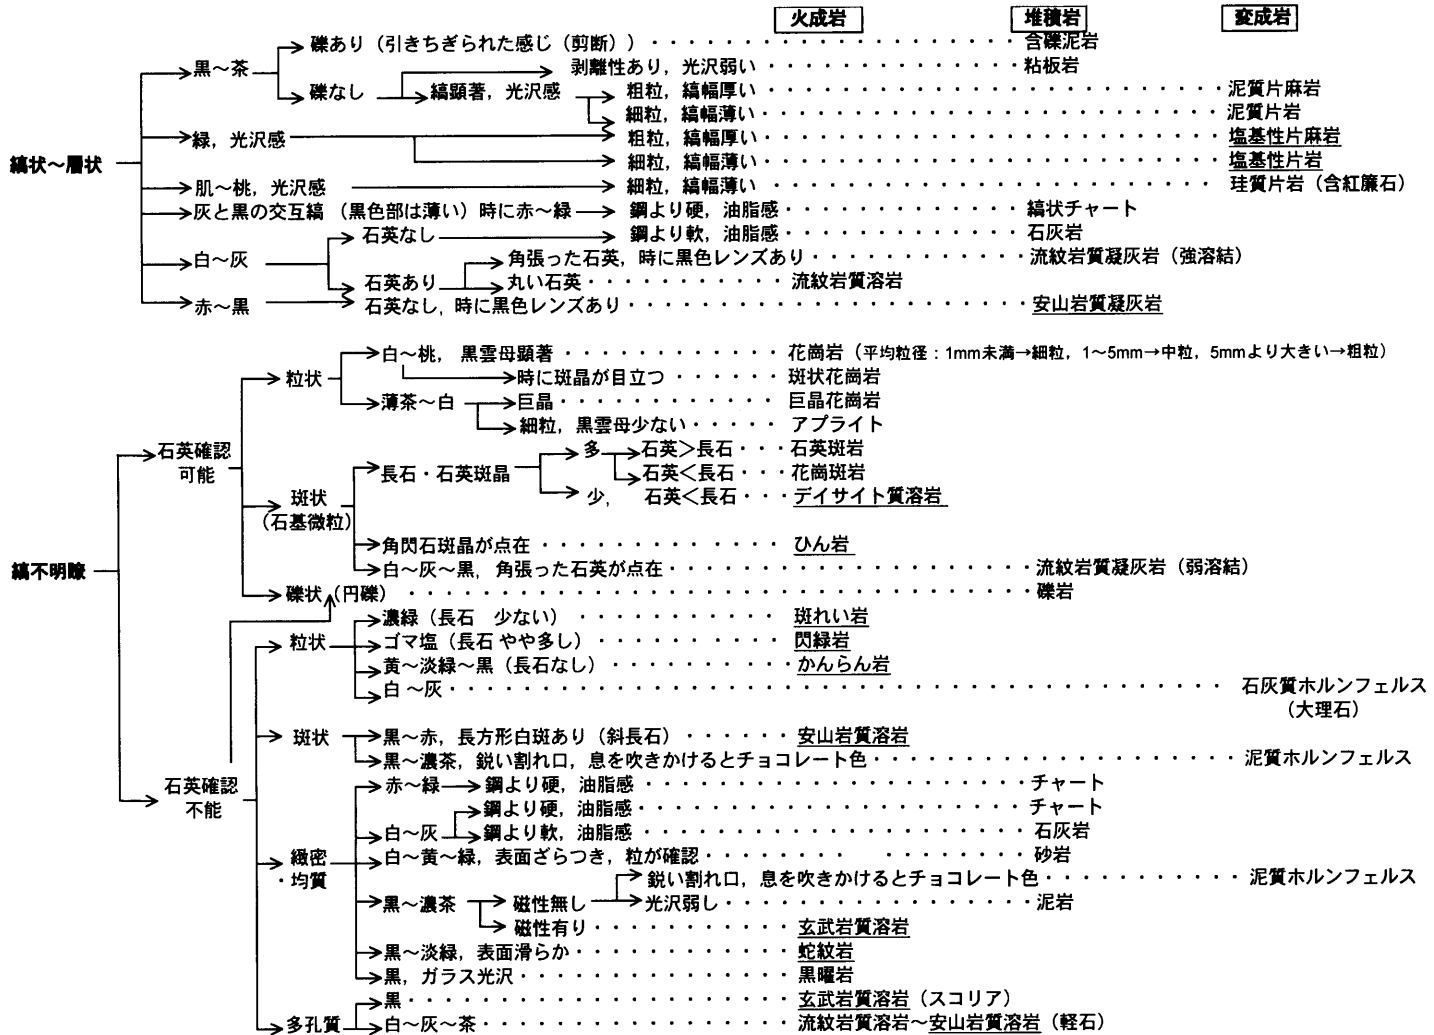 火成岩 堆積岩 変成岩
礫あり（引きちぎられた感じ（剪断））・・・・・・・・・・・・・・・・・・・・含礫泥岩
黒～茶
剥離性あり，光沢弱い・・・・・・・・・・・・・粘板岩
礫なし 縞顕著，光沢感 粗粒，縞幅厚い・・・・・・・・・・・・・・・・・・・・・・・泥質片麻岩
細粒，縞幅薄い・・・・・・・・・・・・・・・・・・・・・・・泥質片岩
緑，光沢感 粗粒，縞幅厚い・・・・・・・・・・・・・・・・・・・・・・・塩基性片麻岩
縞状～層状 細粒，縞幅薄い・・・・・・・・・・・・・・・・・・・・・・・塩基性片岩
肌～桃，光沢感 細粒，縞幅薄い・・・・・・・・・・・・・・・・・・・・・・・珪質片岩（含紅簾石）
灰と黒の交互縞 （黒色部は薄い）時に赤～緑 鋼より硬，油脂感・・・・・・・・・・・・縞状チャート
石英なし 鋼より軟，油脂感・・・・・・・・・・・・石灰岩
白～灰 角張った石英，時に黒色レンズあり・・・・・・・・・・・流紋岩質凝灰岩（強溶結）
石英あり 丸い石英・・・・・・・・・・流紋岩質溶岩
赤～黒 石英なし，時に黒色レンズあり・・・・・・・・・・・・・・・・・・・・安山岩質凝灰岩
白～桃，黒雲母顕著・・・・・・・・・・・花崗岩（平均粒径：1mm未満→細粒，1～5mm→中粒，5mmより大きい→粗粒）
粒状 時に斑晶が目立つ・・・・・・斑状花崗岩
薄茶～白 巨晶・・・・・・・・・・・・巨晶花崗岩
細粒，黒雲母少ない・・・・・アプライト
石英確認可能 多 石英＞長石・・・石英斑岩
長石・石英斑晶 石英＜長石・・・花崗斑岩
斑状（石基微粒） 少， 石英＜長石・・・デイサイト質溶岩
角閃石斑晶が点在・・・・・・・・・・・・ひん岩
縞不明瞭 白～灰～黒，角張った石英が点在・・・・・・・・・・・・・・・・流紋岩質凝灰岩（弱溶結）
礫状（円礫）・・・・・・・・・・・・・・・・・・・・・・・・・・・礫岩
濃緑（長石 少ない）・・・・・・・・・・斑れい岩
粒状 ゴマ塩（長石 やや多し）・・・・・・・・・閃緑岩
黄～淡緑～黒（長石なし）・・・・・・・・・かんらん岩
白～灰・・・・・・・・・・・・・・・・・・・・・・・・・・・・・・・・・・石灰質ホルンフェルス
（大理石）
斑状 黒～赤，長方形白斑あり（斜長石）・・・・・・安山岩質溶岩
黒～濃茶，鋭い割れ口，息を吹きかけるとチョコレート色・・・・・・・・・・・・・・・・泥質ホルンフェルス
石英確認不能 赤～緑 鋼より硬，油脂感・・・・・・・・・・・・・・・・・チャート
鋼より硬，油脂感・・・・・・・・・・・・・・・・・チャート
白～灰 鋼より軟，油脂感・・・・・・・・・・・・・・・・・石灰岩
緻密・均質 白～黄～緑，表面ざらつき，粒が確認・・・・・・ ・・・・・・砂岩
鋭い割れ口，息を吹きかけるとチョコレート色・・・・・・・・・・・泥質ホルンフェルス
黒～濃茶 磁性無し 光沢弱し・・・・・・・・・・・・・・泥岩
磁性有り・・・・・・・・・玄武岩質溶岩
黒～淡緑，表面滑らか・・・・・・・・・・蛇紋岩
黒，ガラス光沢・・・・・・・・・・・・黒曜岩
黒・・・・・・・・・・・・・・・・・玄武岩質溶岩（スコリア）
多孔質 白～灰～茶・・・・・・・・・・・・・流紋岩質溶岩～安山岩質溶岩（軽石）